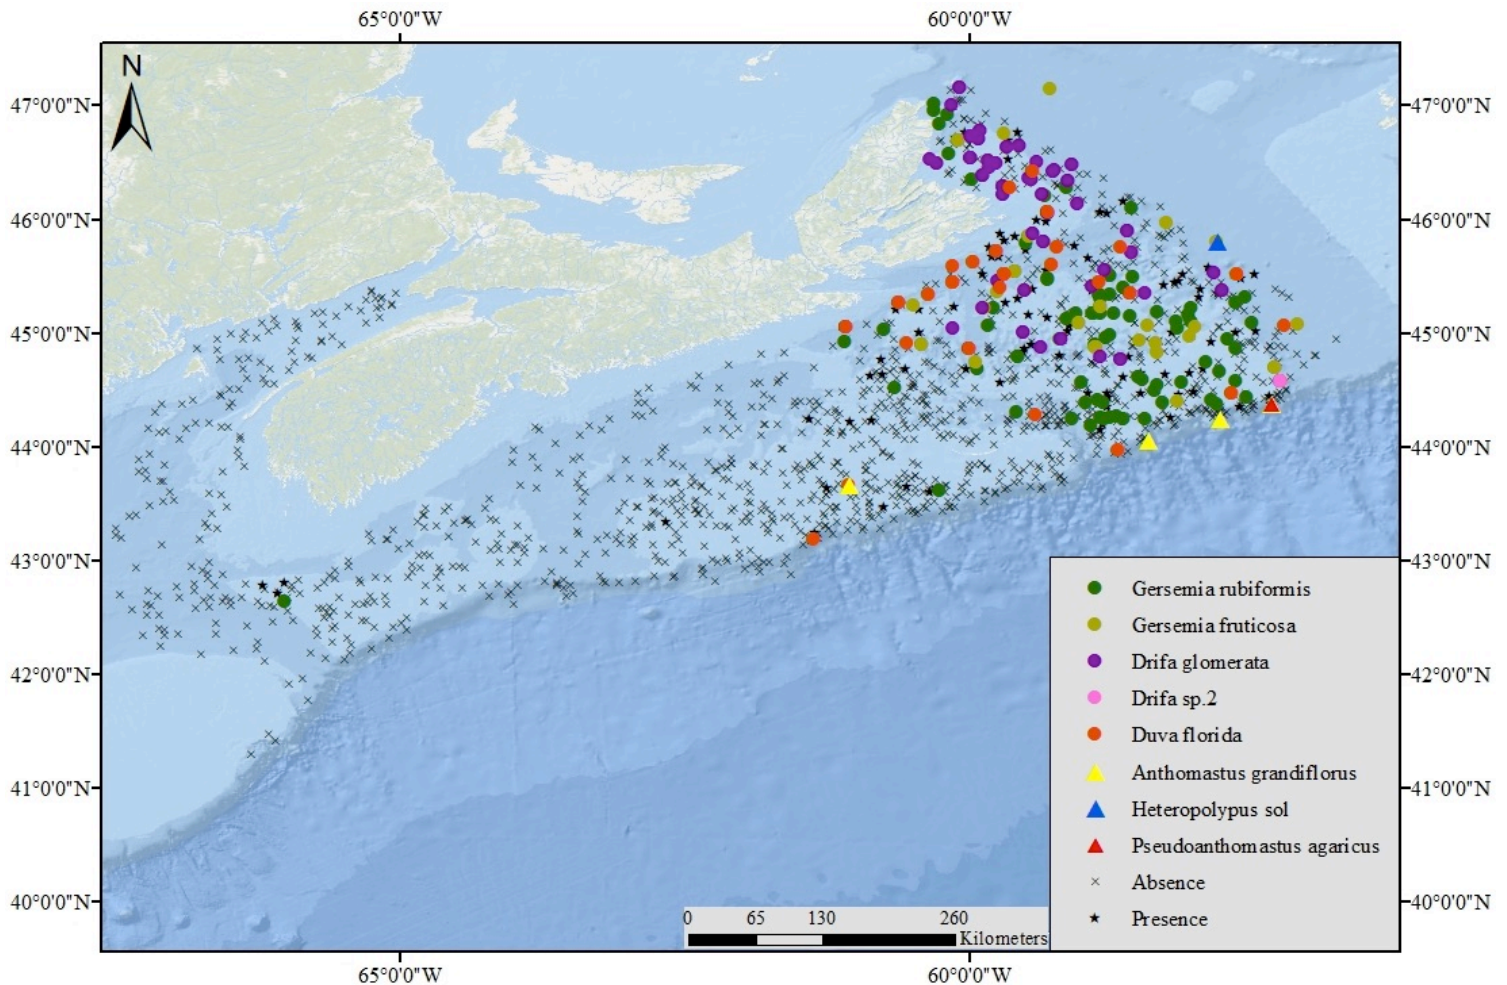 65°0'0"W 60°0'0"W
N
47°0'0"N 47°0'0"N
46°0'0"N 46°0'0"N
45°0'0"N 45°0'0"N
44°0'0"N 44°0'0"N
43°0'0"N 43°0'0"N
Gersemia rubiformis
Gersemia fruticosa
Drifa glomerata
42°0'0"N 42°0'0"N
Drifa sp.2
Duva florida
Anthomastus grandiflorus
41°0'0"N 41°0'0"N
Heteropolypus sol
Pseudoanthomastus agaricus
Absence
40°0'0"N 40°0'0"N
Presence
0 65 130 260
Kilometers
65°0'0"W 60°0'0"W